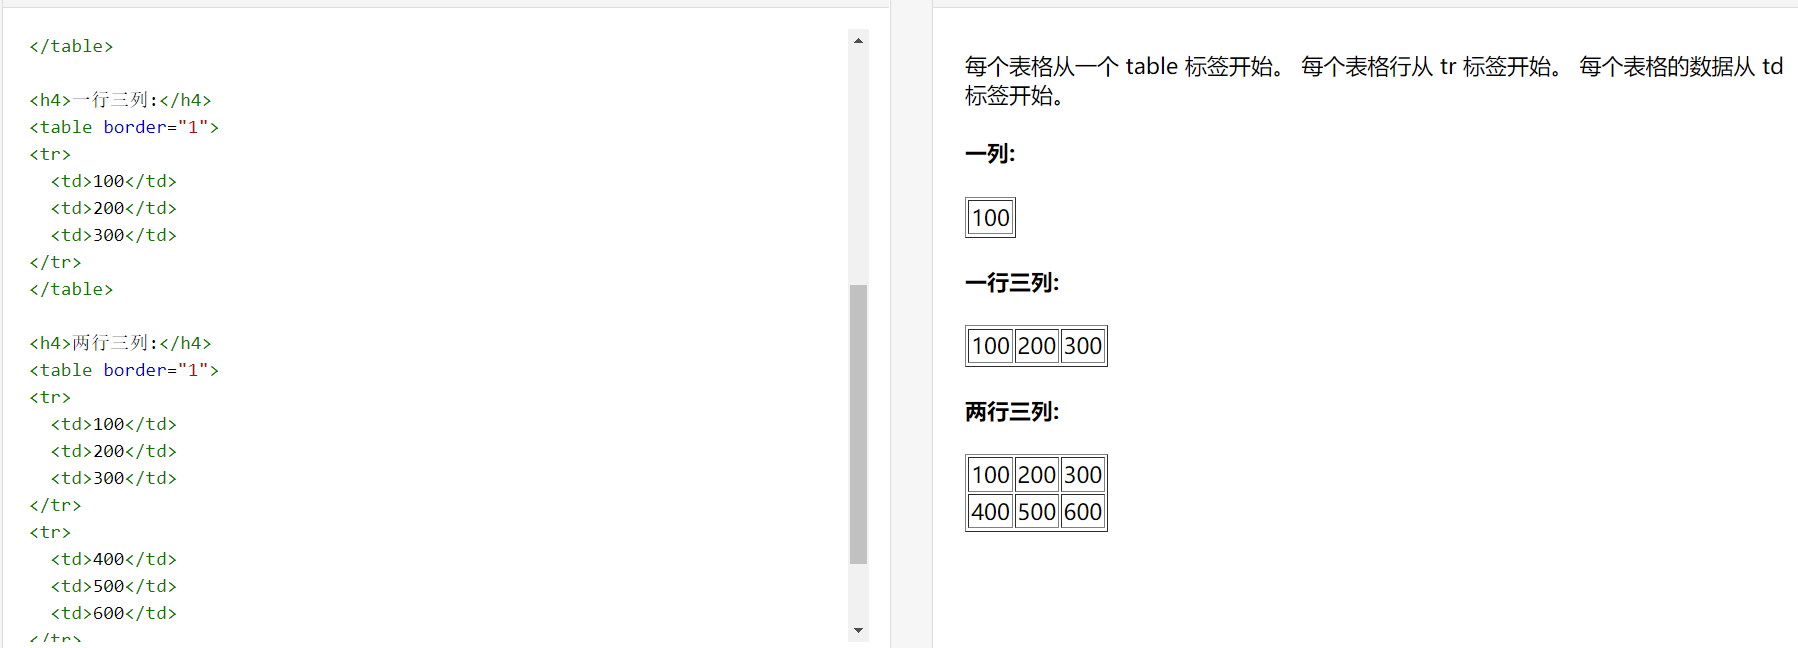 </table>
<h4>一行三列:</h4>
<table border="1">
<tr>
  <td>100</td>
  <td>200</td>
  <td>300</td>
</tr>
</table>
<h4>两行三列:</h4>
<table border="1">
<tr>
  <td>100</td>
  <td>200</td>
  <td>300</td>
</tr>
<tr>
  <td>400</td>
  <td>500</td>
  <td>600</td>
</tr>
每个表格从一个 table 标签开始。 每个表格行从 tr 标签开始。 每个表格的数据从 td
标签开始。
一列:
100
一行三列:
100 200 300
两行三列:
100 200 300
400 500 600